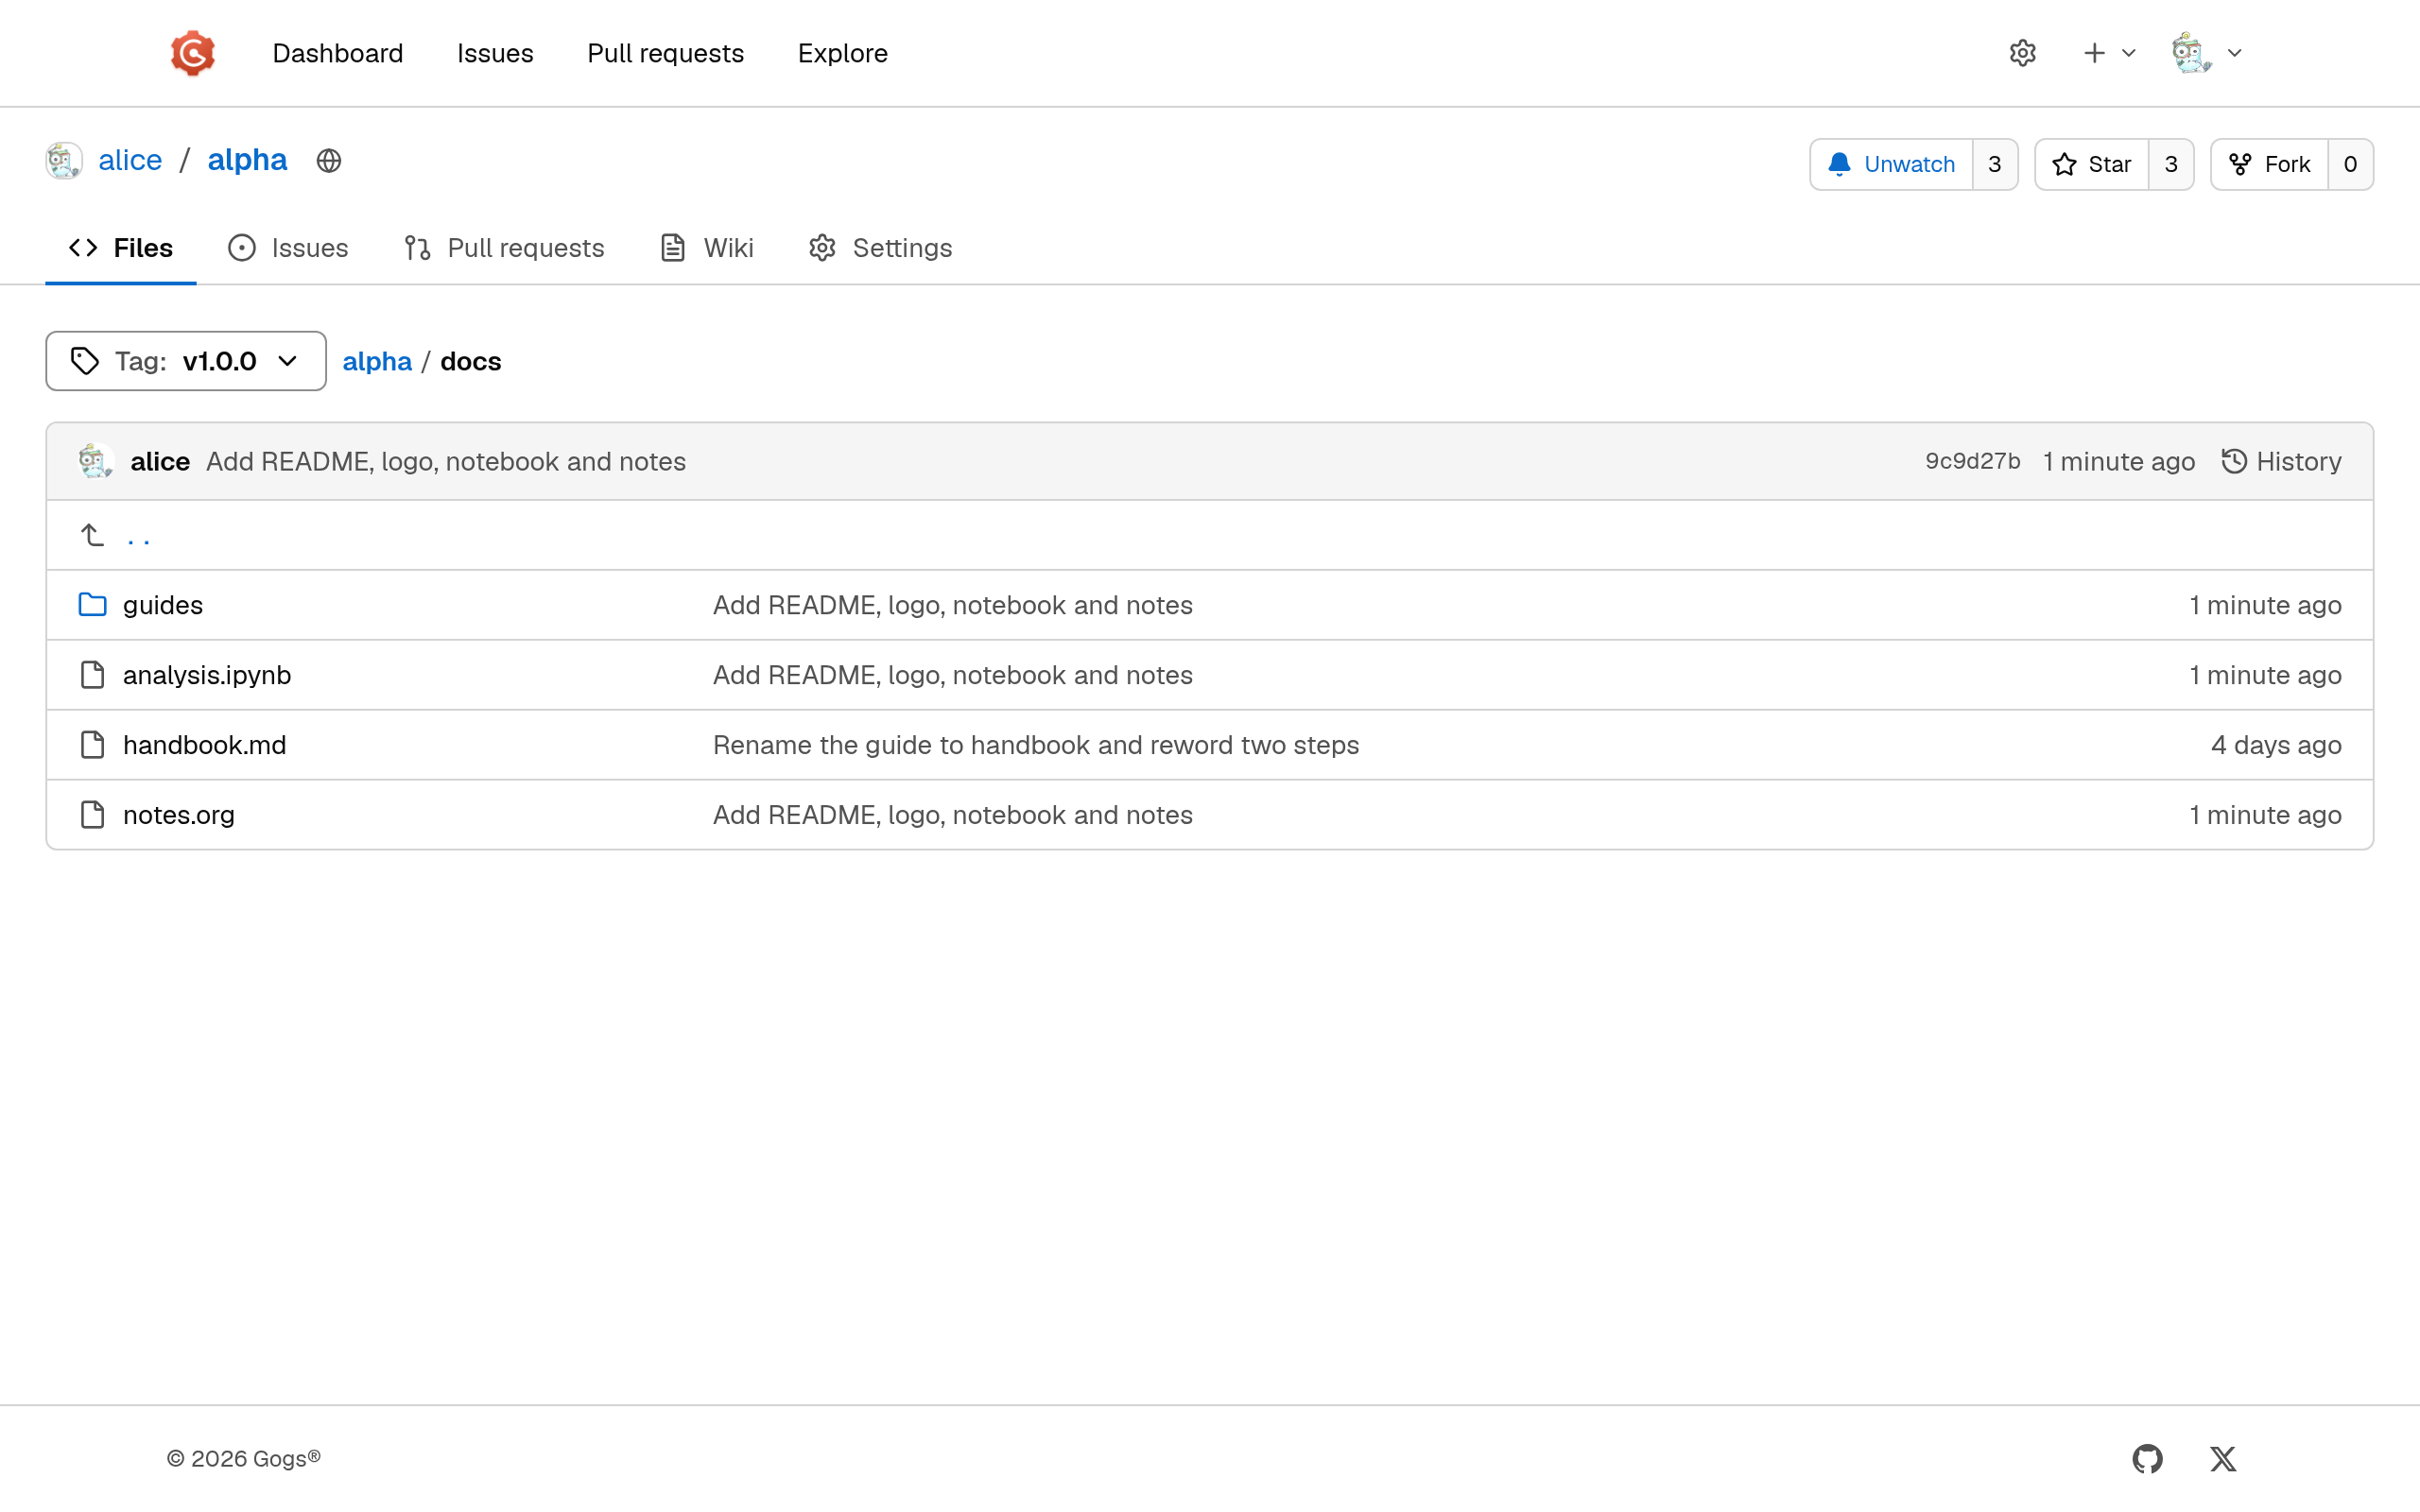 Dashboard Issues Pull requests Explore
alice / alpha
Unwatch 3 Star 3 Fork 0
Files Issues Pull requests Wiki Settings
Tag: v1.0.0 alpha / docs
alice Add README, logo, notebook and notes 9c9d27b 1 minute ago History
..
guides Add README, logo, notebook and notes 1 minute ago
analysis.ipynb Add README, logo, notebook and notes 1 minute ago
handbook.md Rename the guide to handbook and reword two steps 4 days ago
notes.org Add README, logo, notebook and notes 1 minute ago
© 2026 Gogs®